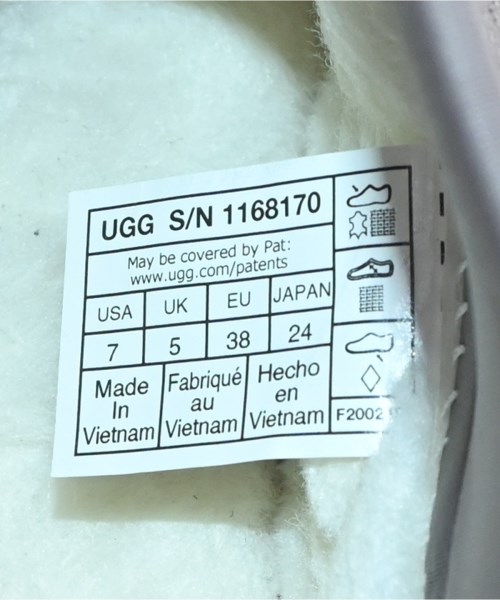 UGG S/N 1168170
May be covered by Pat:
www.ugg.com/patents
USA UK EU JAPAN
7 5 38 24
Made In Vietnam
Fabriqué au Vietnam
Hecho en Vietnam